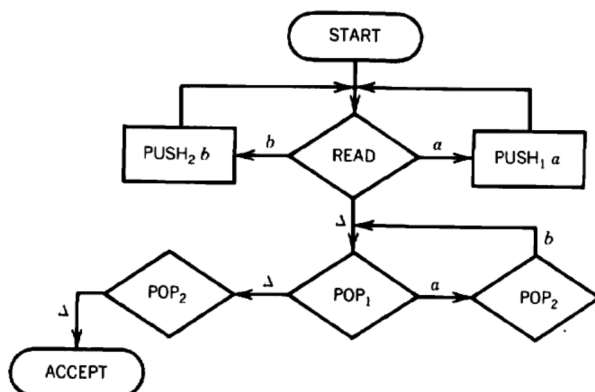 START
PUSH₂ b
b
READ
a
PUSH₁ a
Δ
b
POP₂
Δ
POP₁
a
POP₂
Δ
ACCEPT